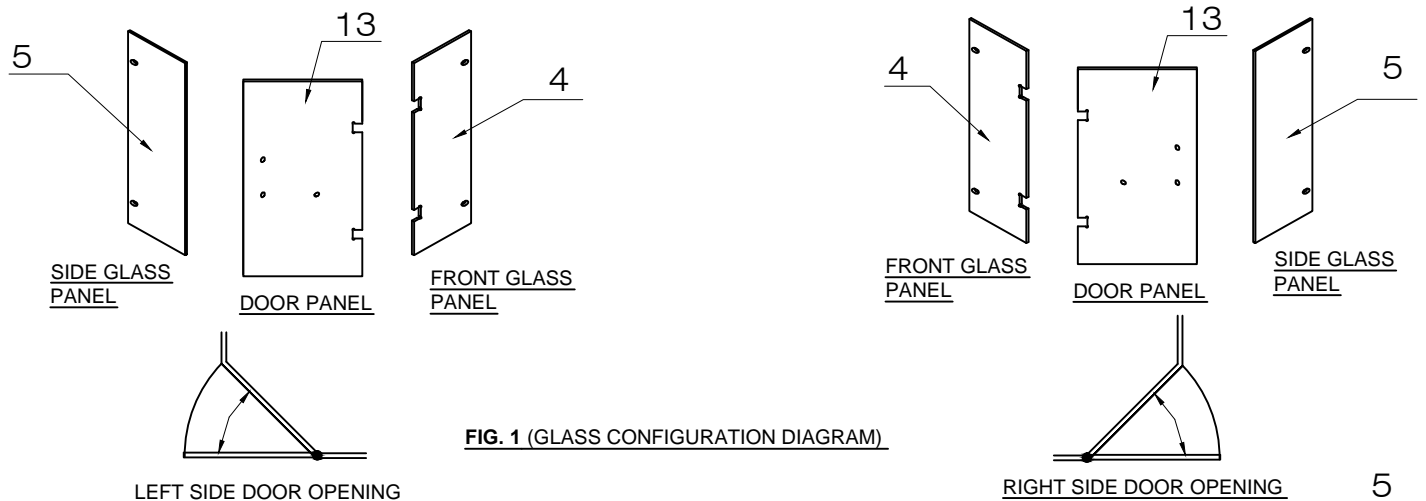 5
13
4
SIDE GLASS
PANEL
DOOR PANEL
FRONT GLASS
PANEL
LEFT SIDE DOOR OPENING
FIG. 1 (GLASS CONFIGURATION DIAGRAM)
4
13
5
FRONT GLASS
PANEL
DOOR PANEL
SIDE GLASS
PANEL
RIGHT SIDE DOOR OPENING
5